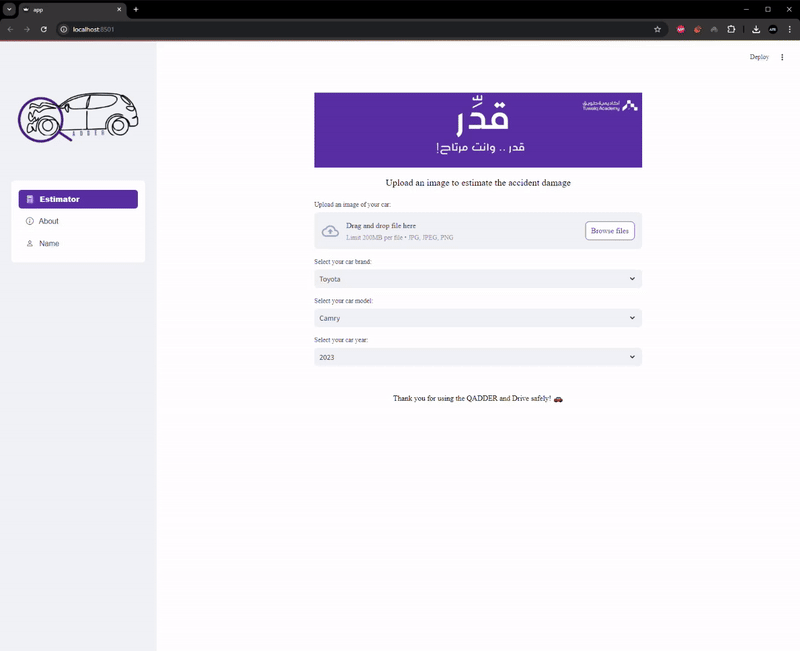 app
localhost:8501
Deploy
ADDER
Estimator
About
Name
قدِّر
أكاديمية طويق
Tuwaiq Academy
قدر .. وانت مرتاح!
Upload an image to estimate the accident damage
Upload an image of your car:
Drag and drop file here
Limit 200MB per file • JPG, JPEG, PNG
Browse files
Select your car brand:
Toyota
Select your car model:
Camry
Select your car year:
2023
Thank you for using the QADDER and Drive safely! 🚗